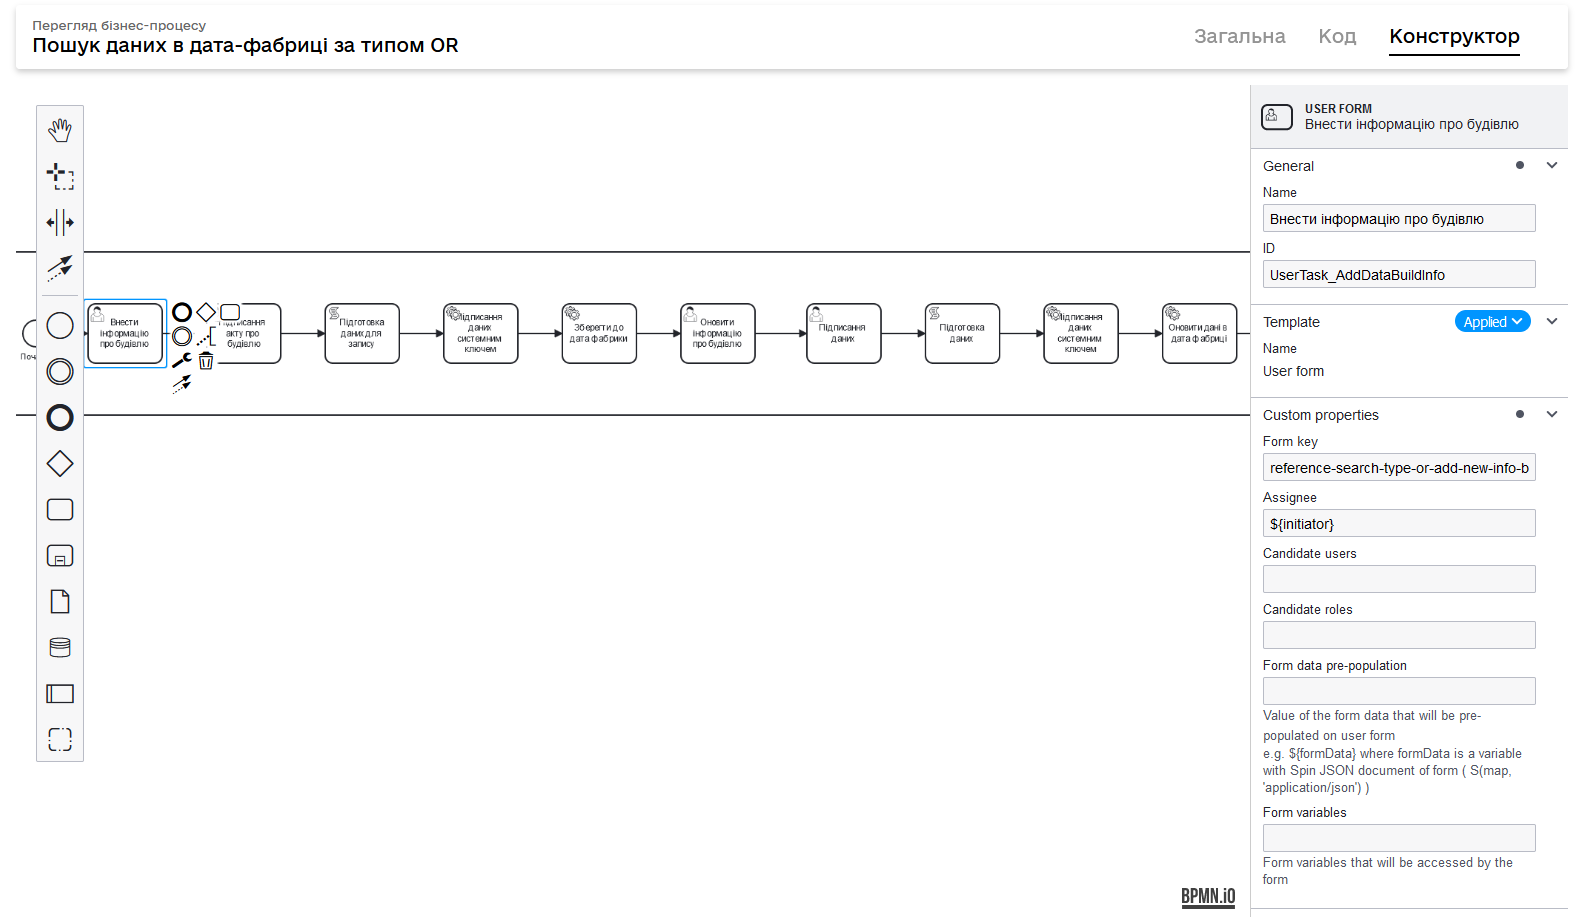 Перегляд бізнес-процесу
Пошук даних в дата-фабриці за типом OR
Загальна
Код
Конструктор
Поч
Внести
інформацію
про будівлю
Підписання
акту про
будівлю
Підготовка
даних для
запису
Підписання
даних
системним
ключем
Зберегти до
дата фабрики
Оновити
інформацію
про будівлю
Підписання
даних
Підготовка
даних
Підписання
даних
системним
ключем
Оновити дані в
дата фабриці
BPMN.iO
USER FORM
Внести інформацію про будівлю
General
Name
Внести інформацію про будівлю
ID
UserTask_AddDataBuildInfo
Template
Applied
Name
User form
Custom properties
Form key
reference-search-type-or-add-new-info-b
Assignee
${initiator}
Candidate users
Candidate roles
Form data pre-population
Value of the form data that will be pre-
populated on user form
e.g. ${formData} where formData is a variable
with Spin JSON document of form ( S(map,
'application/json') )
Form variables
Form variables that will be accessed by the
form